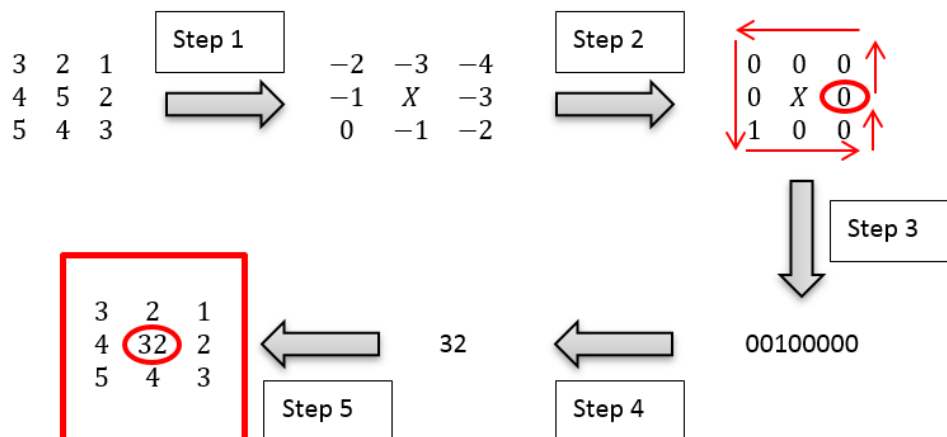 Step 1
Step 2
3 2 1
4 5 2
5 4 3
−2 −3 −4
−1 X −3
0 −1 −2
0 0 0
0 X 0
1 0 0
Step 3
3 2 1
4 32 2
5 4 3
32
00100000
Step 5
Step 4